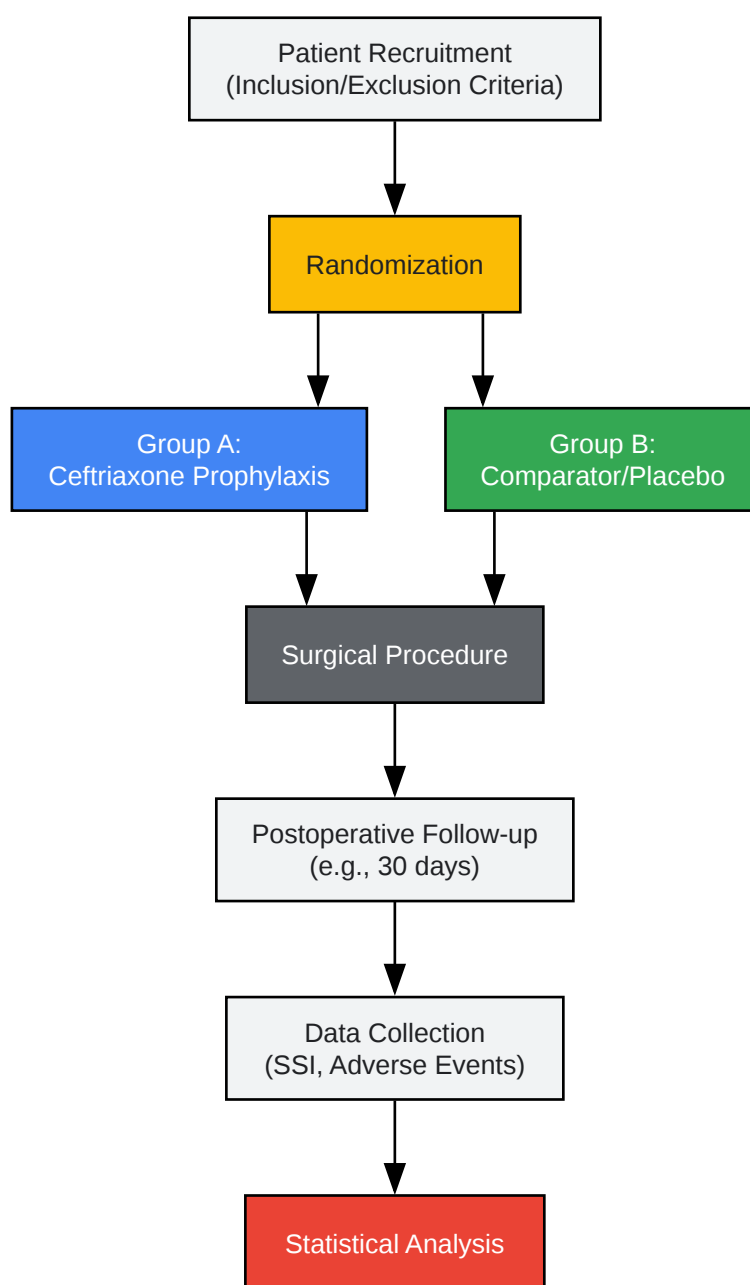 Patient Recruitment
(Inclusion/Exclusion Criteria)
Randomization
Group A:
Ceftriaxone Prophylaxis
Group B:
Comparator/Placebo
Surgical Procedure
Postoperative Follow-up
(e.g., 30 days)
Data Collection
(SSI, Adverse Events)
Statistical Analysis